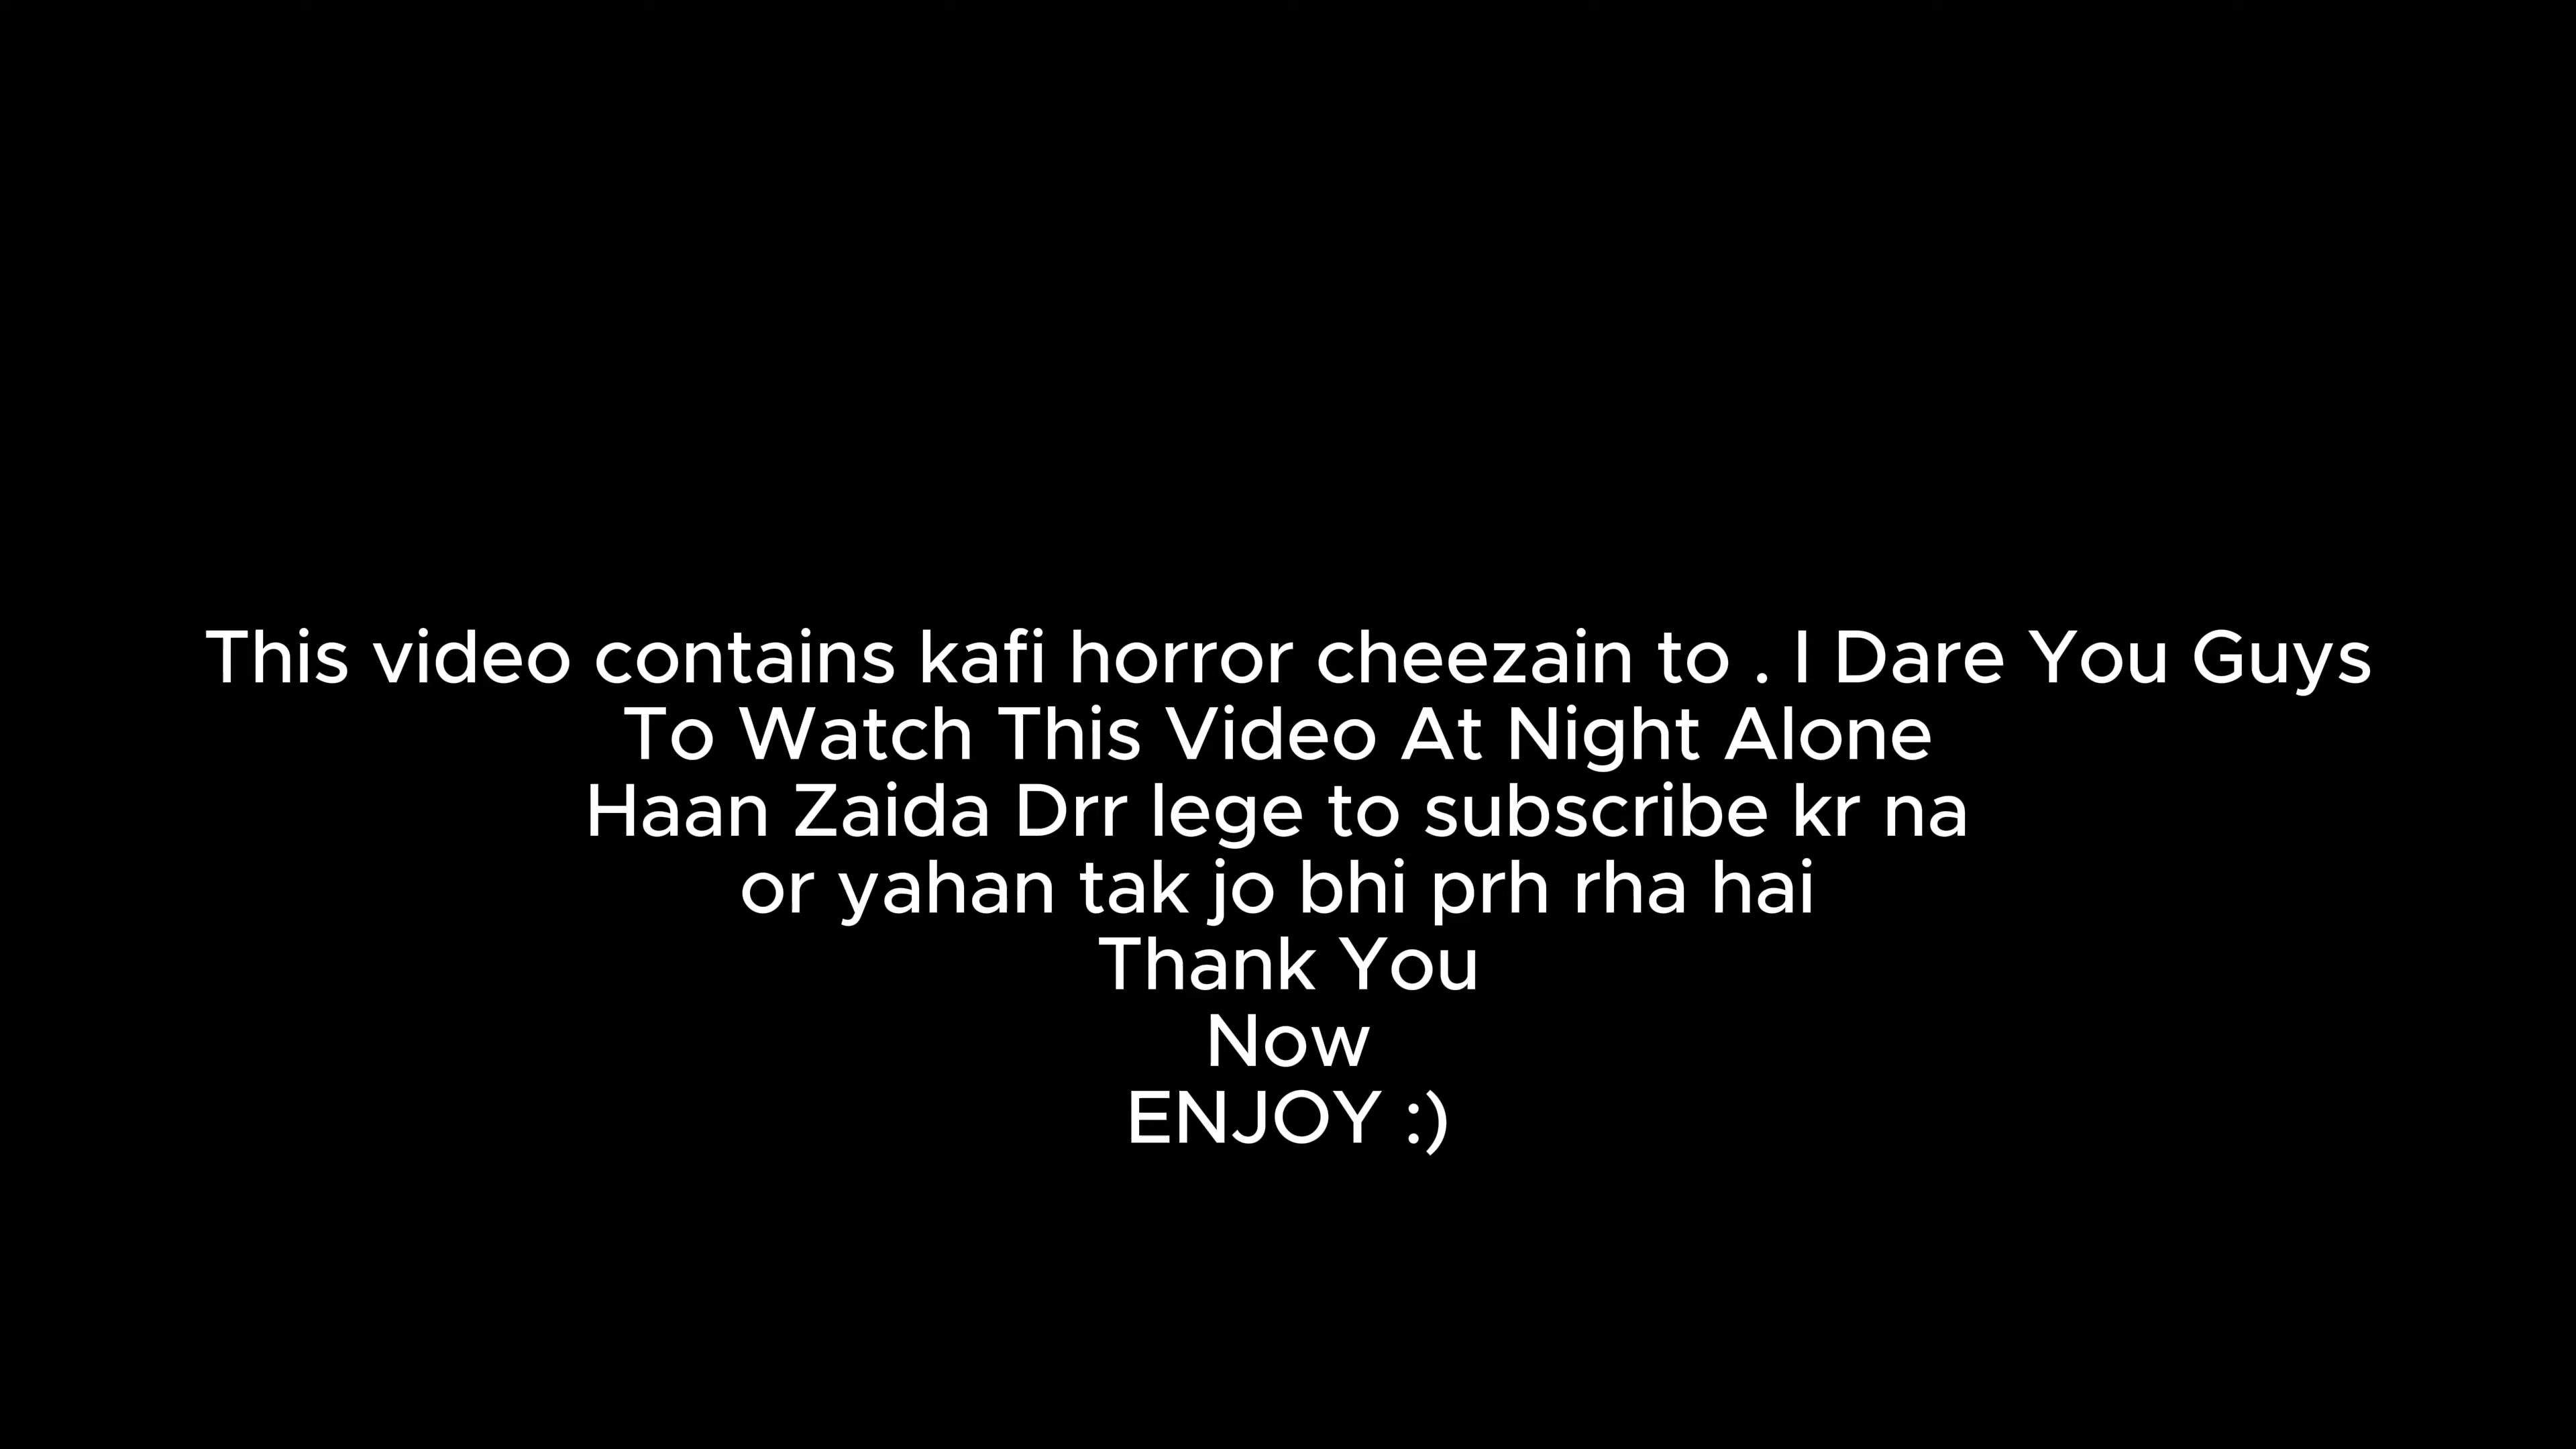 This video contains kafi horror cheezain to . I Dare You Guys
To Watch This Video At Night Alone
Haan Zaida Drr lege to subscribe kr na
or yahan tak jo bhi prh rha hai
Thank You
Now
ENJOY :)